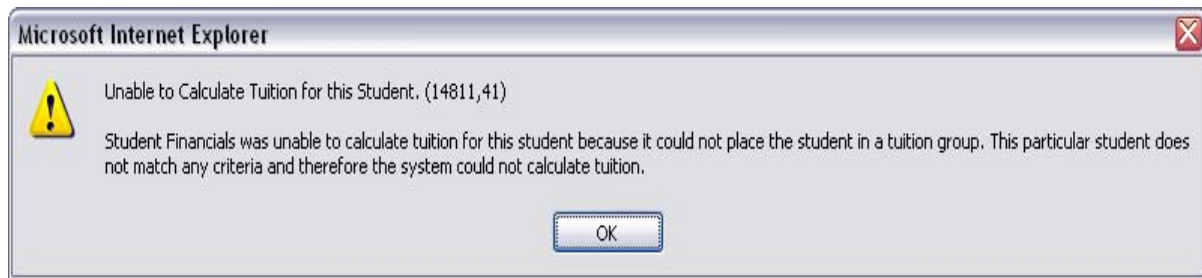 Microsoft Internet Explorer
Unable to Calculate Tuition for this Student. (14811,41)
Student Financials was unable to calculate tuition for this student because it could not place the student in a tuition group. This particular student does
not match any criteria and therefore the system could not calculate tuition.
OK